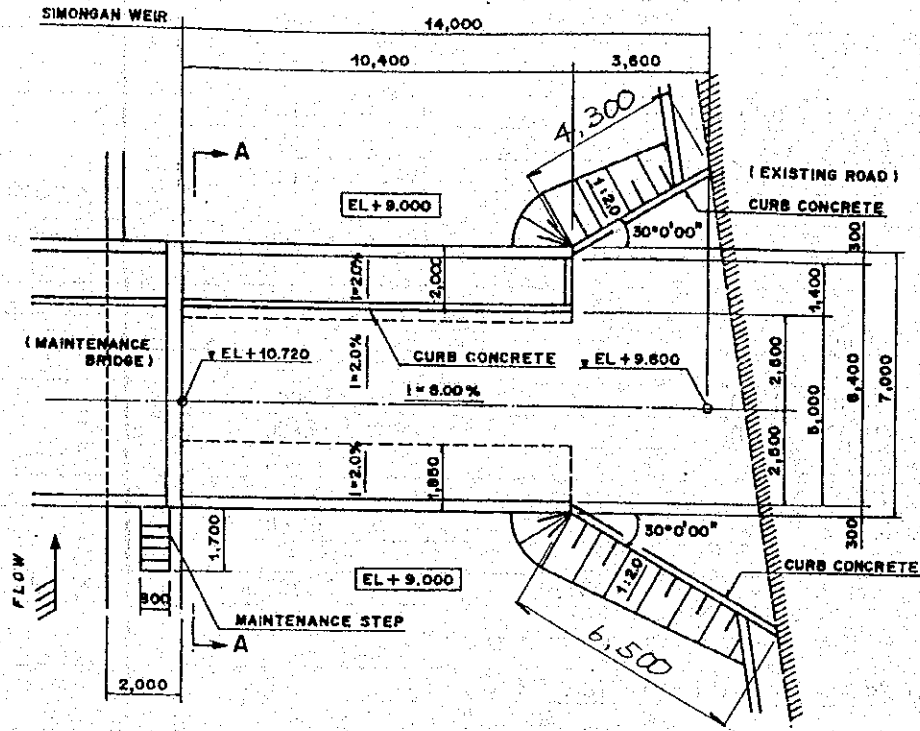 SIMONGAN WEIR
14,000
10,400
3,600
4,300
A
(EXISTING ROAD)
EL + 9.000
1:2.0
CURB CONCRETE
30°0'00"
300
I=2.0%
2,000
1,400
(MAINTENANCE BRIDGE)
EL+10.720
I=2.0%
CURB CONCRETE
EL+9.600
I = 8.00 %
2,500
5,000
6,400
7,000
2,500
I=2.0%
1,850
30°0'00"
300
1,700
FLOW
EL + 9.000
1:2.0
CURB CONCRETE
800
MAINTENANCE STEP
A
6,500
2,000